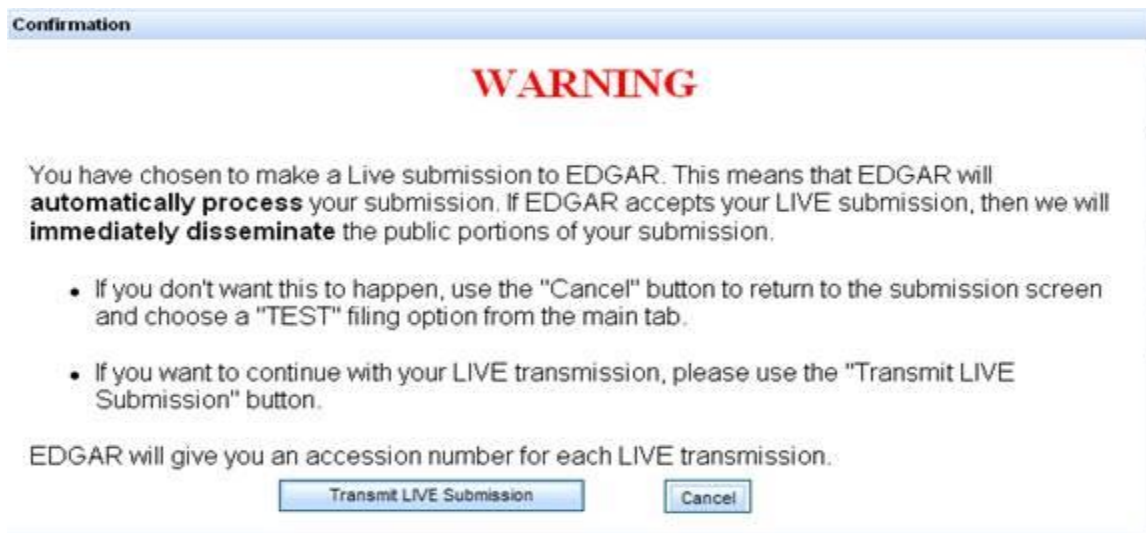 Confirmation
WARNING
You have chosen to make a Live submission to EDGAR. This means that EDGAR will
automatically process your submission. If EDGAR accepts your LIVE submission, then we will
immediately disseminate the public portions of your submission.
• If you don't want this to happen, use the "Cancel" button to return to the submission screen
and choose a "TEST" filing option from the main tab.
• If you want to continue with your LIVE transmission, please use the "Transmit LIVE
Submission" button.
EDGAR will give you an accession number for each LIVE transmission.
Transmit LIVE Submission Cancel